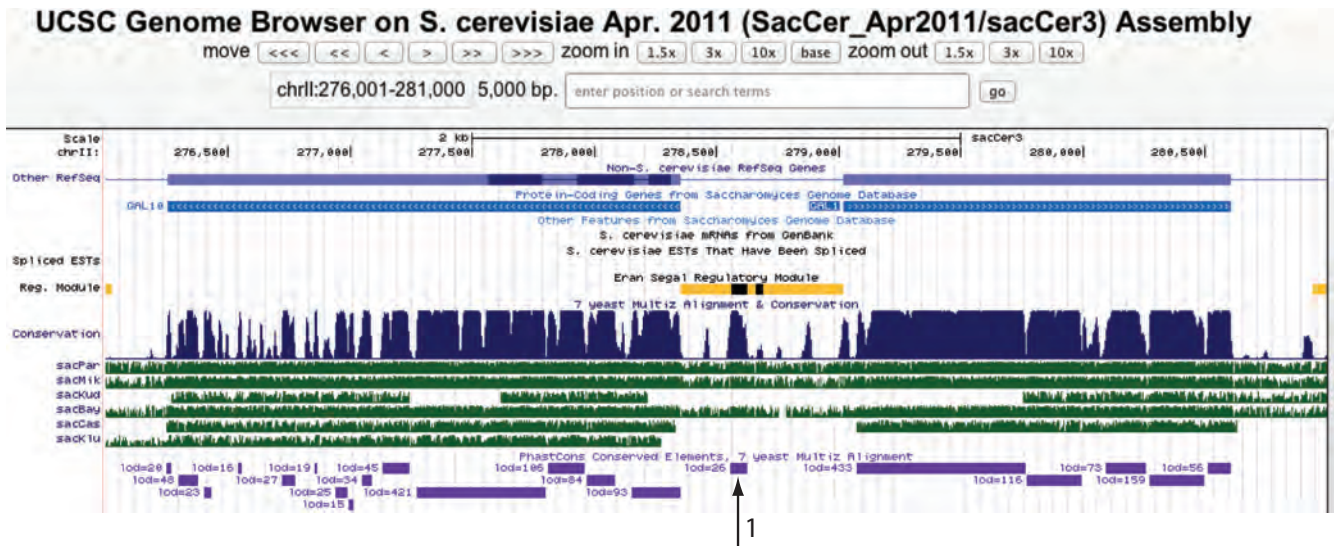 UCSC Genome Browser on S. cerevisiae Apr. 2011 (SacCer_Apr2011/sacCer3) Assembly
move <<< << < > >> >>> zoom in 1.5x 3x 10x base zoom out 1.5x 3x 10x
chrII:276,001-281,000 5,000 bp. enter position or search terms go
Scale 2 kb sacCer3
chrII: 276,500 277,000 277,500 278,000 278,500 279,000 279,500 280,000 280,500
Non-S. cerevisiae RefSeq Genes
Other RefSeq
Protein-Coding Genes from Saccharomyces Genome Database
GAL10 GAL1
Other Features from Saccharomyces Genome Database
S. cerevisiae mRNAs from GenBank
S. cerevisiae ESTs That Have Been Spliced
Spliced ESTs
Eran Segal Regulatory Module
Reg. Module
7 yeast Multiz Alignment & Conservation
Conservation
sacPar
sacMik
sacKud
sacBay
sacCas
sacKlu
PhastCons Conserved Elements, 7 yeast Multiz Alignment
lod=20 lod=16 lod=19 lod=45 lod=106 lod=26 lod=433 lod=73 lod=56
lod=48 lod=27 lod=34 lod=84 lod=116 lod=159
lod=23 lod=25 lod=421 lod=93
lod=15
1